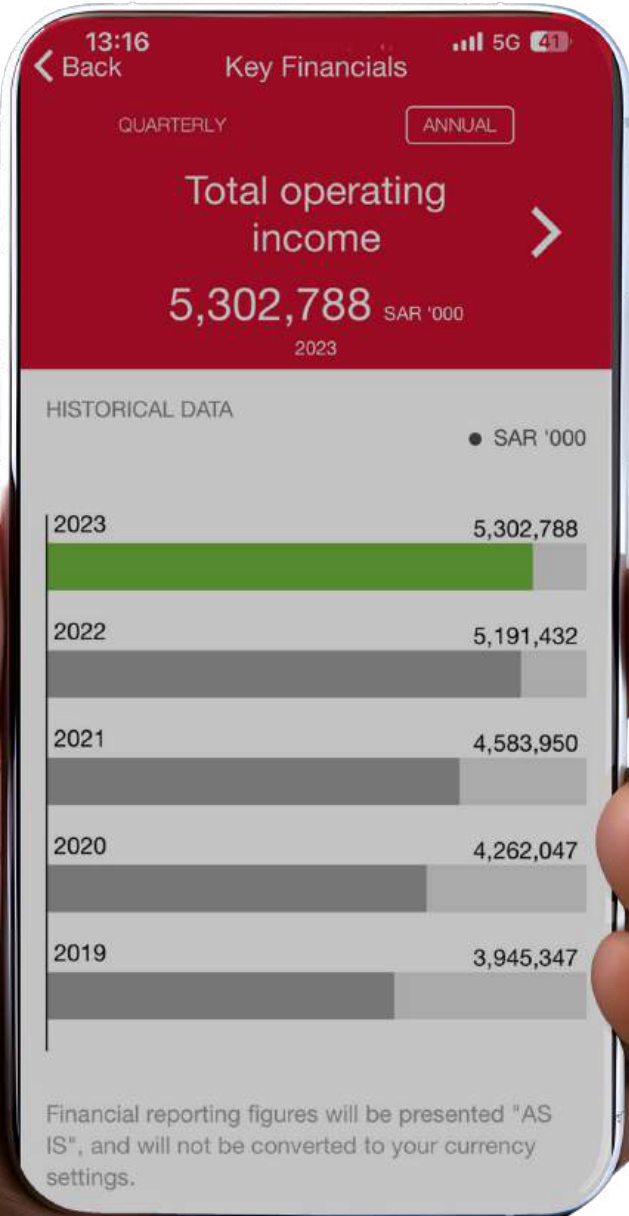 13:16
5G 41
Back
Key Financials
QUARTERLY
ANNUAL
Total operating
income
5,302,788 SAR '000
2023
HISTORICAL DATA
SAR '000
2023 5,302,788
2022 5,191,432
2021 4,583,950
2020 4,262,047
2019 3,945,347
Financial reporting figures will be presented "AS
IS", and will not be converted to your currency
settings.